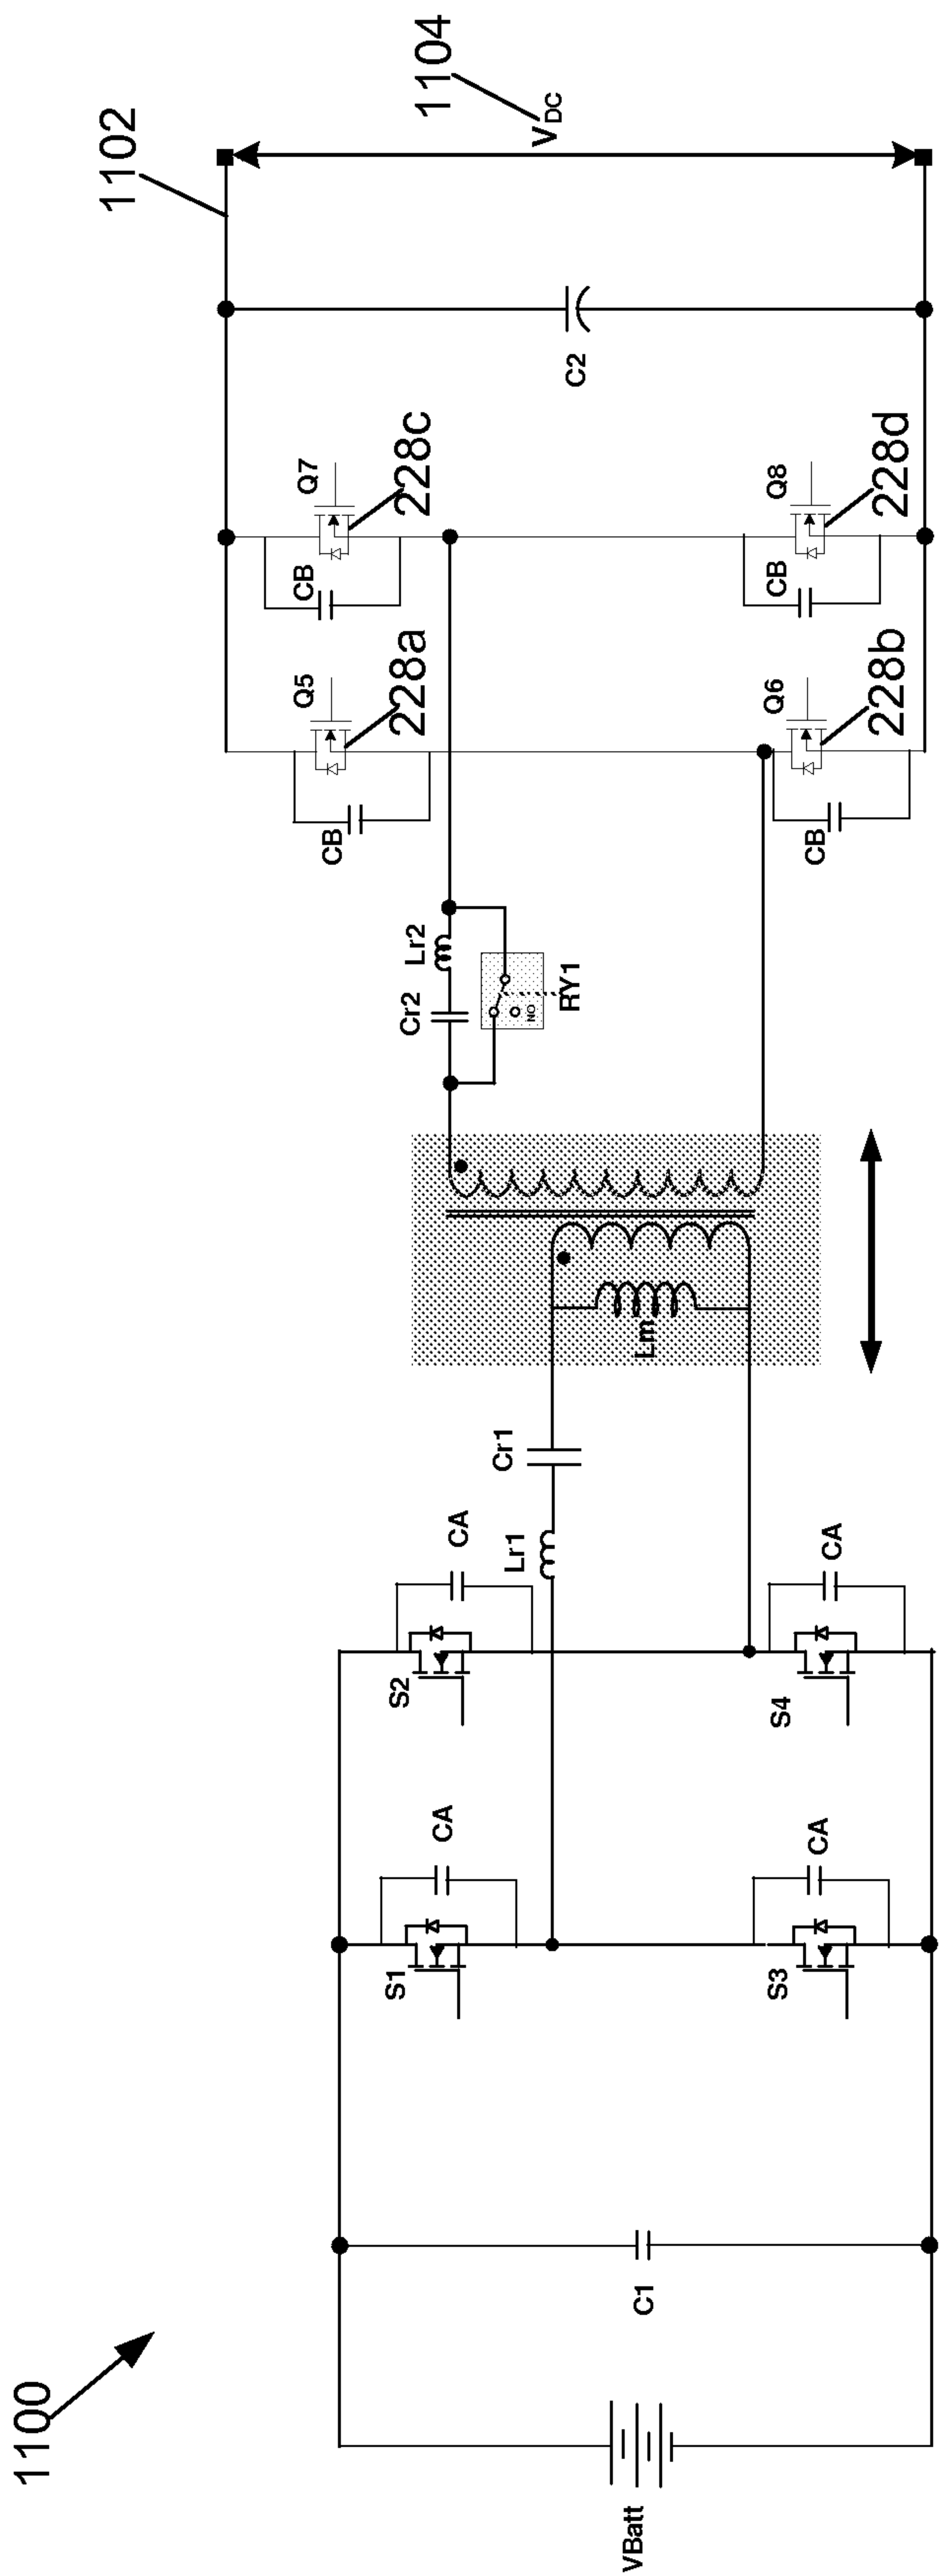 1100
VBatt
C1
S1
CA
S3
CA
S2
CA
S4
CA
Lr1
Cr1
Lm
Cr2
Lr2
NO
RY1
CB
Q5
228a
CB
Q6
228b
CB
Q7
228c
CB
Q8
228d
C2
1102
1104
VDC